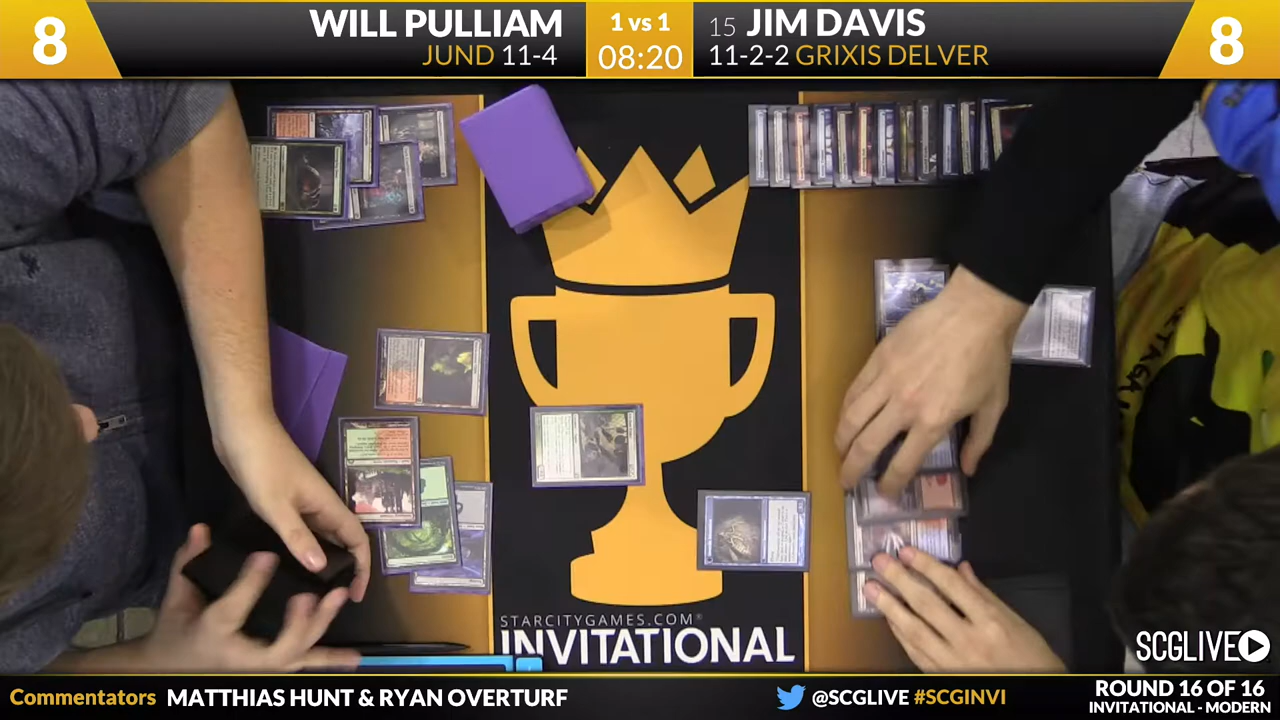 8
WILL PULLIAM
JUND 11-4
1 vs 1
08:20
15 JIM DAVIS
11-2-2 GRIXIS DELVER
8
STARCITYGAMES.COM®
INVITATIONAL
SCGLIVE
Commentators MATTHIAS HUNT & RYAN OVERTURF
@SCGLIVE #SCGINVI
ROUND 16 OF 16
INVITATIONAL - MODERN